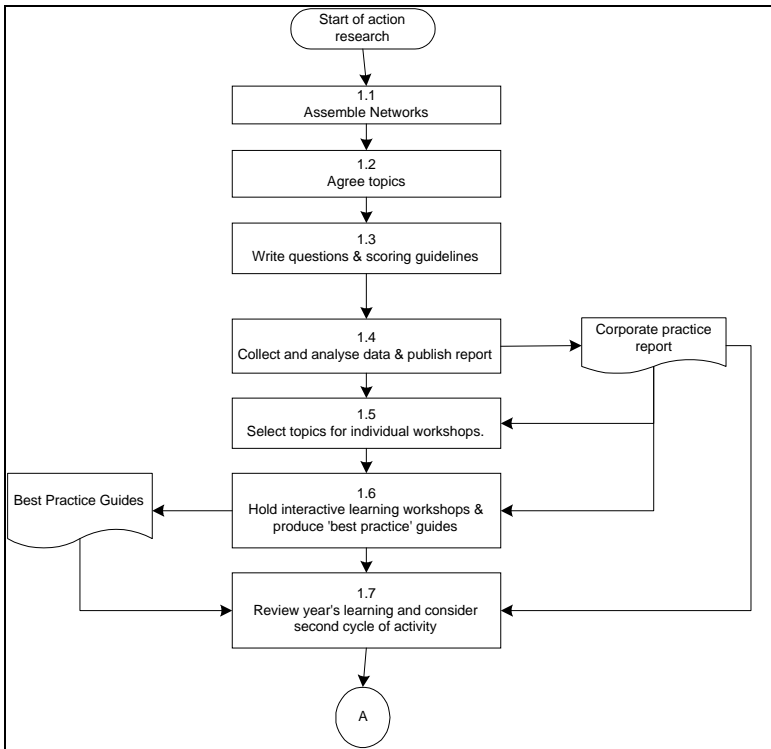 Start of action
research
1.1
Assemble Networks
1.2
Agree topics
1.3
Write questions & scoring guidelines
1.4
Collect and analyse data & publish report
Corporate practice
report
1.5
Select topics for individual workshops.
Best Practice Guides
1.6
Hold interactive learning workshops &
produce 'best practice' guides
1.7
Review year's learning and consider
second cycle of activity
A